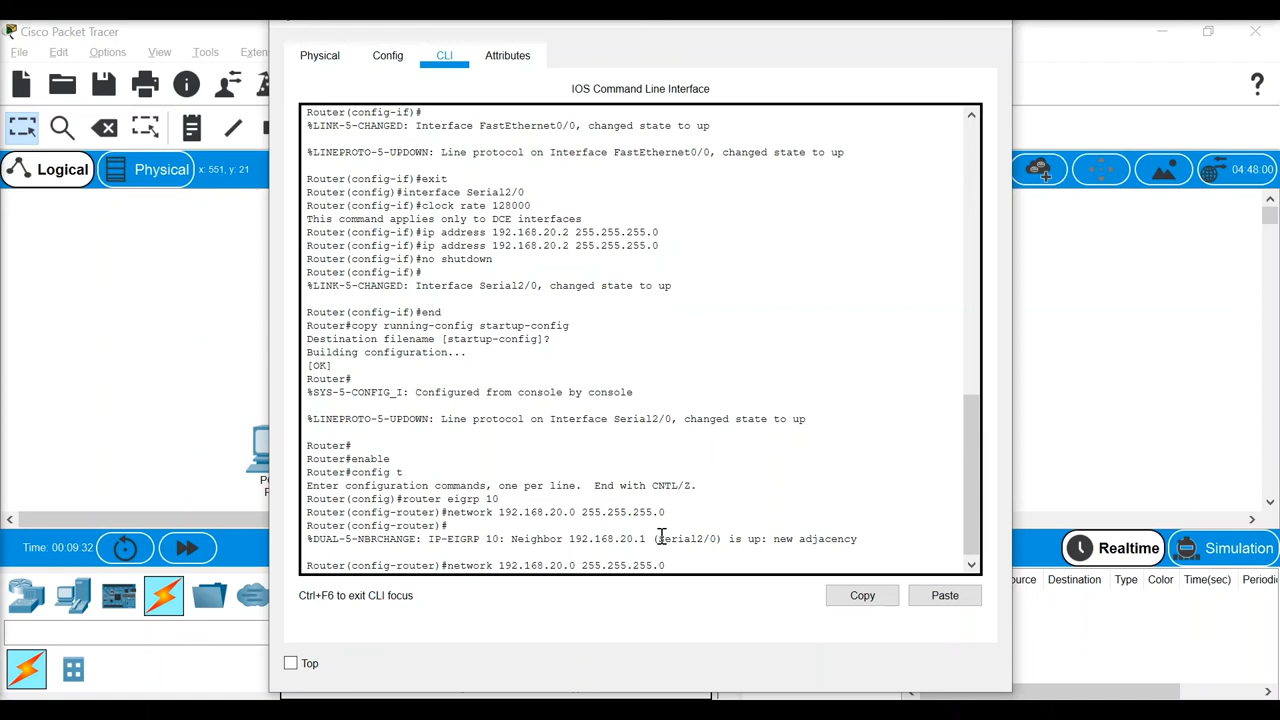 Cisco Packet Tracer
File Edit Options View Tools Exten
Physical Config CLI Attributes
?
IOS Command Line Interface
Logical Physical x: 551, y: 21
04:48:00
Router(config-if)#
%LINK-5-CHANGED: Interface FastEthernet0/0, changed state to up
%LINEPROTO-5-UPDOWN: Line protocol on Interface FastEthernet0/0, changed state to up
Router(config-if)#exit
Router(config)#interface Serial2/0
Router(config-if)#clock rate 128000
This command applies only to DCE interfaces
Router(config-if)#ip address 192.168.20.2 255.255.255.0
Router(config-if)#ip address 192.168.20.2 255.255.255.0
Router(config-if)#no shutdown
Router(config-if)#
%LINK-5-CHANGED: Interface Serial2/0, changed state to up
Router(config-if)#end
Router#copy running-config startup-config
Destination filename [startup-config]?
Building configuration...
[OK]
Router#
%SYS-5-CONFIG_I: Configured from console by console
%LINEPROTO-5-UPDOWN: Line protocol on Interface Serial2/0, changed state to up
Router#
Router#enable
Router#config t
Enter configuration commands, one per line. End with CNTL/Z.
Router(config)#router eigrp 10
Router(config-router)#network 192.168.20.0 255.255.255.0
Router(config-router)#
%DUAL-5-NBRCHANGE: IP-EIGRP 10: Neighbor 192.168.20.1 (Serial2/0) is up: new adjacency
Router(config-router)#network 192.168.20.0 255.255.255.0
Time: 00:09:32
Realtime Simulation
ource Destination Type Color Time(sec) Periodi
Ctrl+F6 to exit CLI focus
Copy Paste
Top